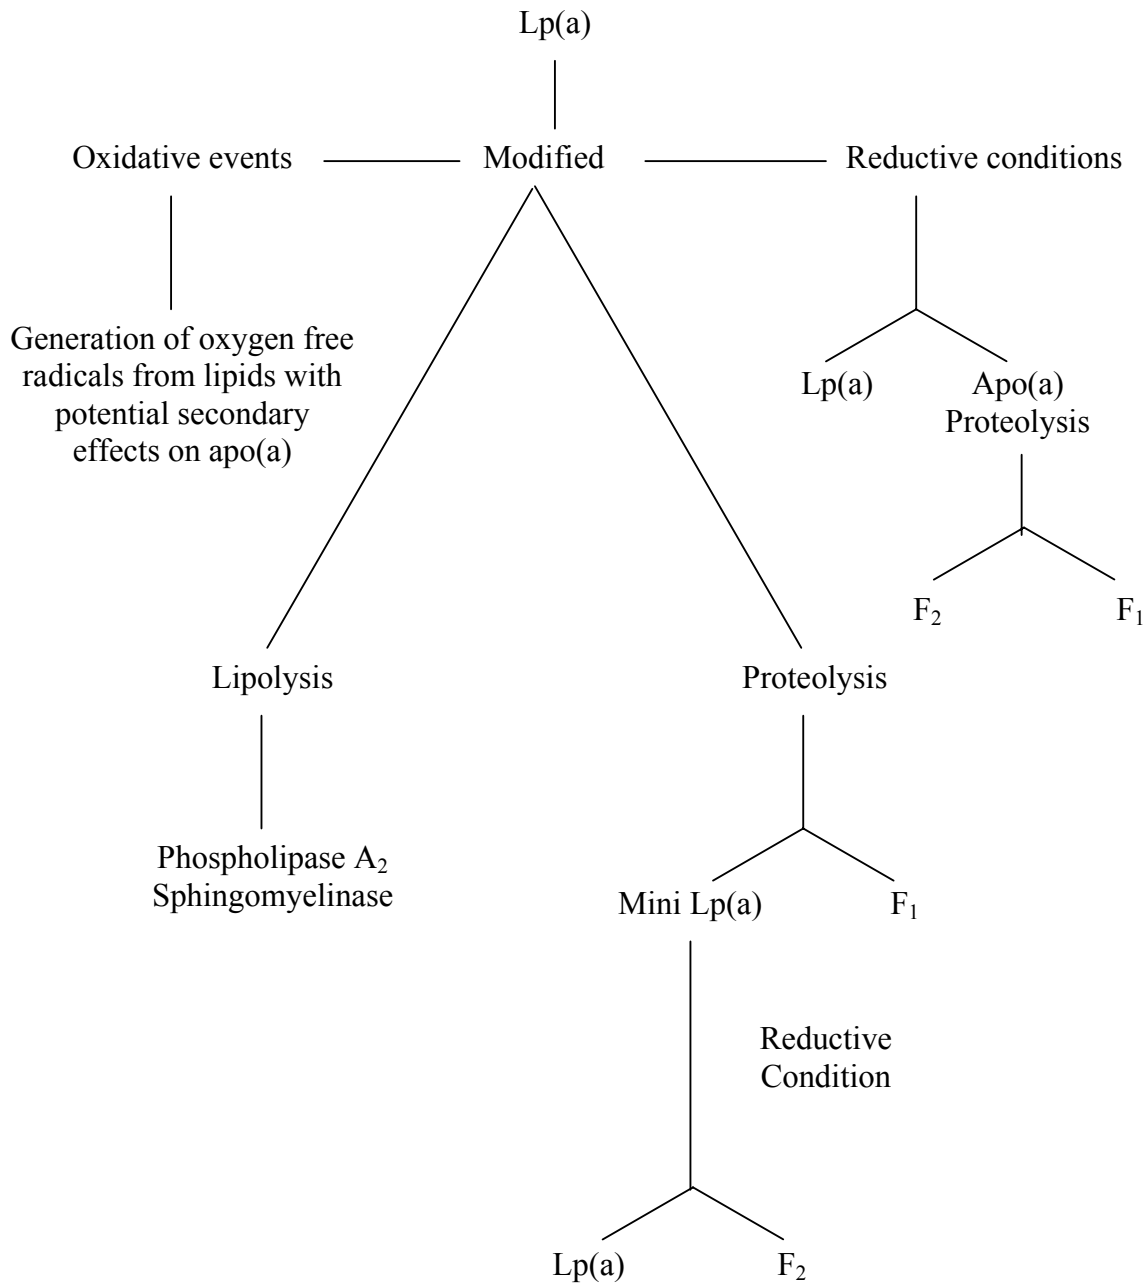 Lp(a)
Oxidative events
Modified
Reductive conditions
Generation of oxygen free
radicals from lipids with
potential secondary
effects on apo(a)
Lp(a)
Apo(a)
Proteolysis
F₂
F₁
Lipolysis
Proteolysis
Phospholipase A₂
Sphingomyelinase
Mini Lp(a)
F₁
Reductive
Condition
Lp(a)
F₂